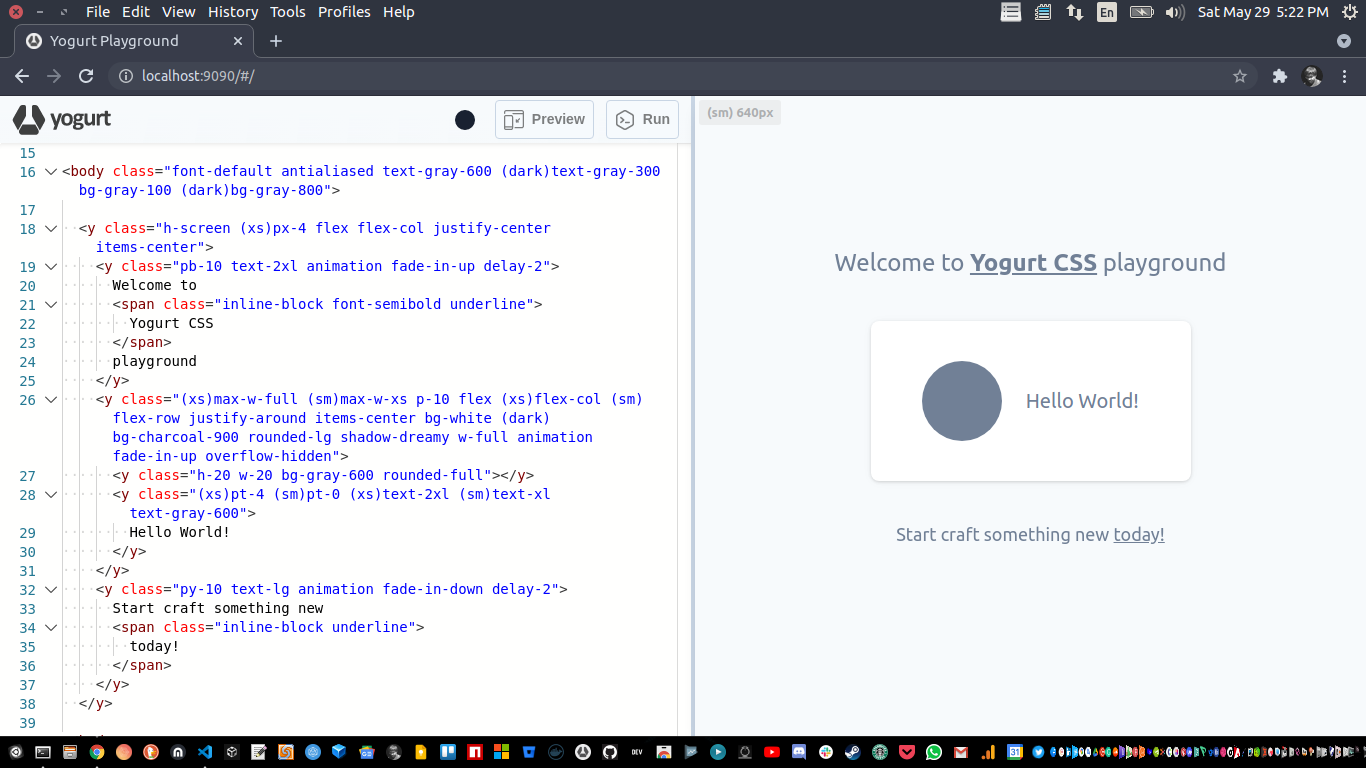 File Edit View History Tools Profiles Help
En
Sat May 29 5:22 PM
Yogurt Playground
localhost:9090/#/
yogurt
Preview
Run
(sm) 640px
15
16 <body class="font-default antialiased text-gray-600 (dark)text-gray-300
bg-gray-100 (dark)bg-gray-800">
17
18 <y class="h-screen (xs)px-4 flex flex-col justify-center
items-center">
19 <y class="pb-10 text-2xl animation fade-in-up delay-2">
20 Welcome to
21 <span class="inline-block font-semibold underline">
22 Yogurt CSS
23 </span>
24 playground
25 </y>
26 <y class="(xs)max-w-full (sm)max-w-xs p-10 flex (xs)flex-col (sm)
flex-row justify-around items-center bg-white (dark)
bg-charcoal-900 rounded-lg shadow-dreamy w-full animation
fade-in-up overflow-hidden">
27 <y class="h-20 w-20 bg-gray-600 rounded-full"></y>
28 <y class="(xs)pt-4 (sm)pt-0 (xs)text-2xl (sm)text-xl
text-gray-600">
29 Hello World!
30 </y>
31 </y>
32 <y class="py-10 text-lg animation fade-in-down delay-2">
33 Start craft something new
34 <span class="inline-block underline">
35 today!
36 </span>
37 </y>
38 </y>
39
Welcome to Yogurt CSS playground
Hello World!
Start craft something new today!
DEV
31